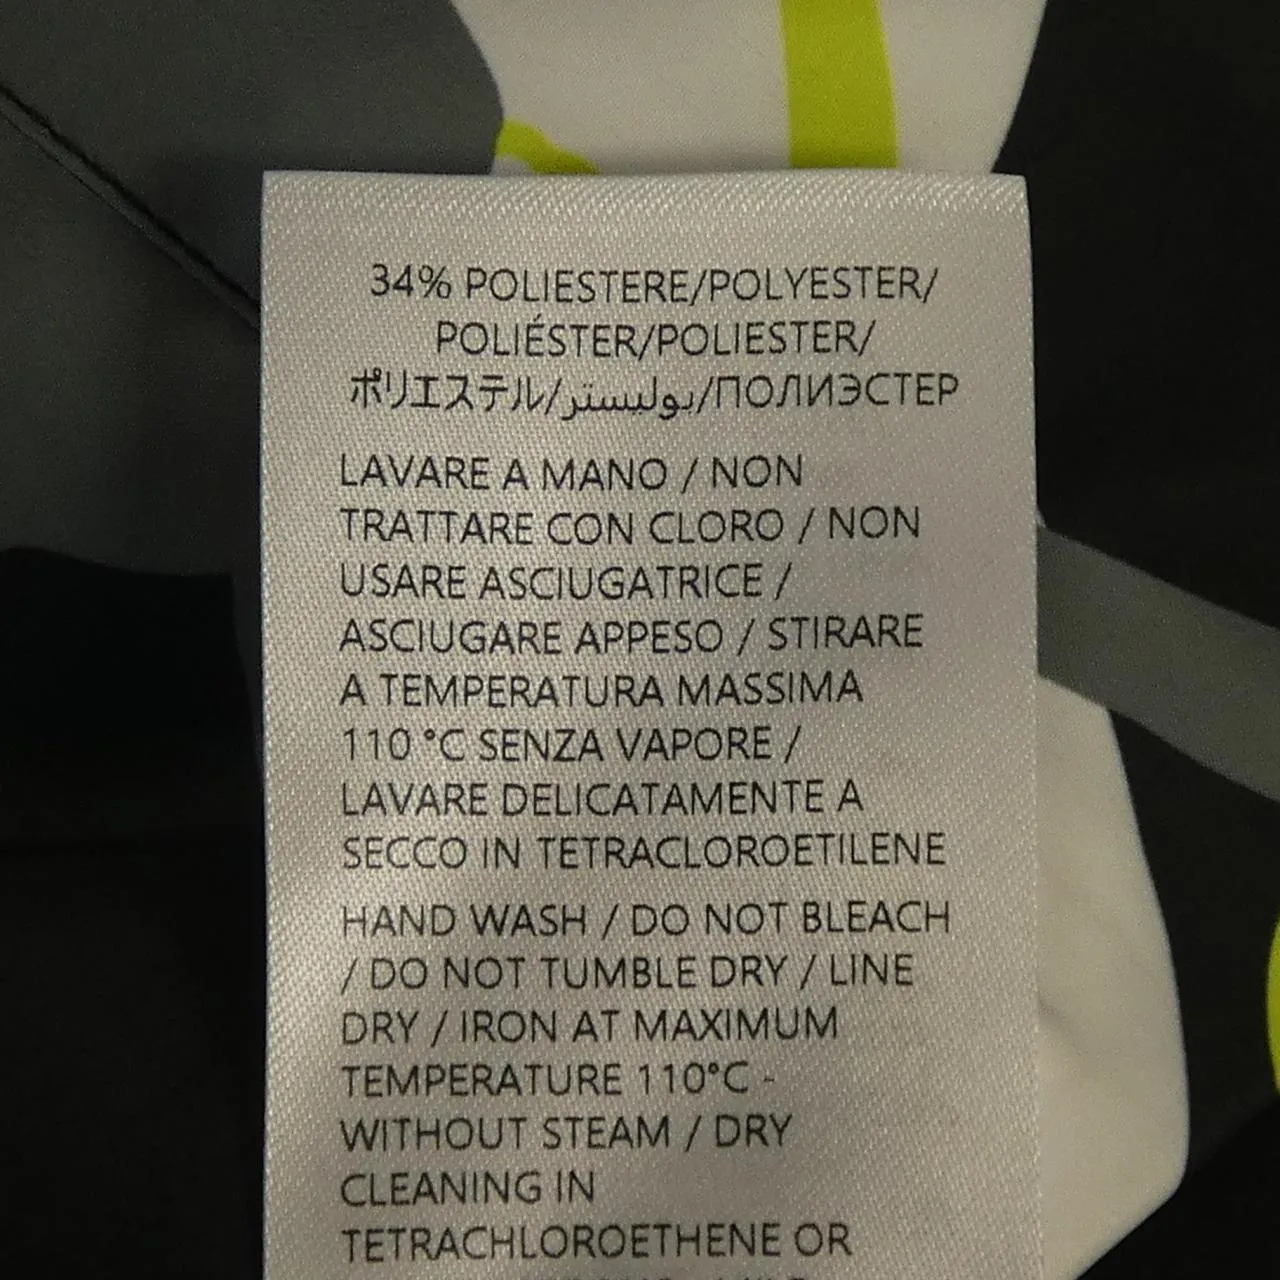 34% POLIESTERE/POLYESTER/
POLIÉSTER/POLIESTER/
ポリエステル/بوليستر/ПОЛИЭСТЕР
LAVARE A MANO / NON
TRATTARE CON CLORO / NON
USARE ASCIUGATRICE /
ASCIUGARE APPESO / STIRARE
A TEMPERATURA MASSIMA
110 °C SENZA VAPORE /
LAVARE DELICATAMENTE A
SECCO IN TETRACLOROETILENE
HAND WASH / DO NOT BLEACH
/ DO NOT TUMBLE DRY / LINE
DRY / IRON AT MAXIMUM
TEMPERATURE 110°C -
WITHOUT STEAM / DRY
CLEANING IN
TETRACHLOROETHENE OR